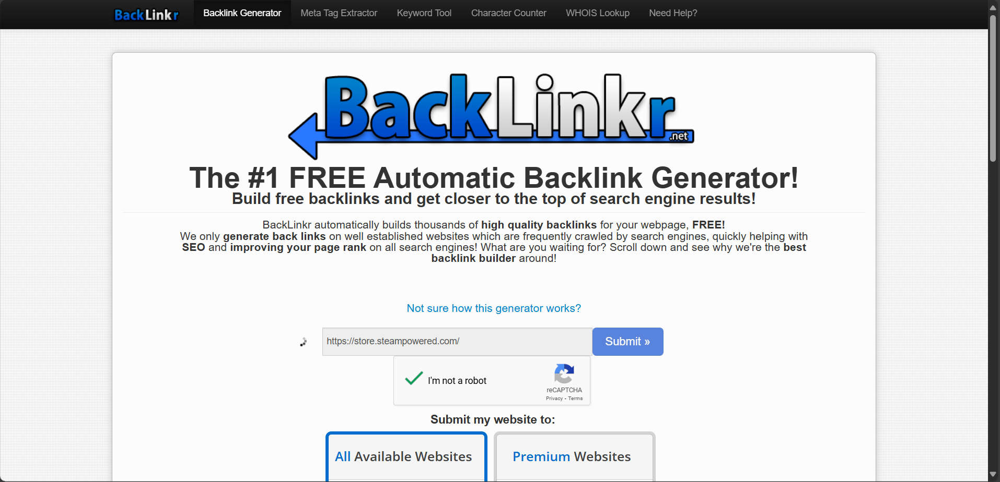 BackLinkr
Backlink Generator
Meta Tag Extractor
Keyword Tool
Character Counter
WHOIS Lookup
Need Help?
BackLinkr
.net
The #1 FREE Automatic Backlink Generator!
Build free backlinks and get closer to the top of search engine results!
BackLinkr automatically builds thousands of high quality backlinks for your webpage, FREE!
We only generate back links on well established websites which are frequently crawled by search engines, quickly helping with
SEO and improving your page rank on all search engines! What are you waiting for? Scroll down and see why we're the best
backlink builder around!
Not sure how this generator works?
https://store.steampowered.com/
Submit »
I'm not a robot
reCAPTCHA
Privacy - Terms
Submit my website to:
All Available Websites
Premium Websites